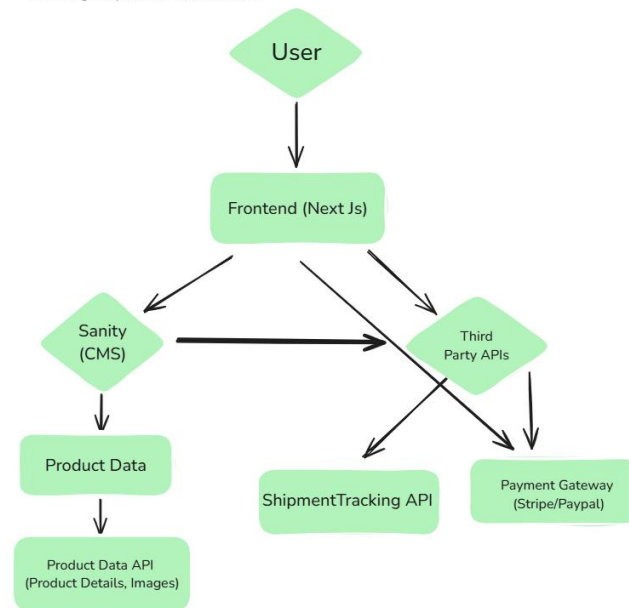 User
Frontend (Next Js)
Sanity
(CMS)
Third
Party APIs
Product Data
ShipmentTracking API
Payment Gateway
(Stripe/Paypal)
Product Data API
(Product Details, Images)